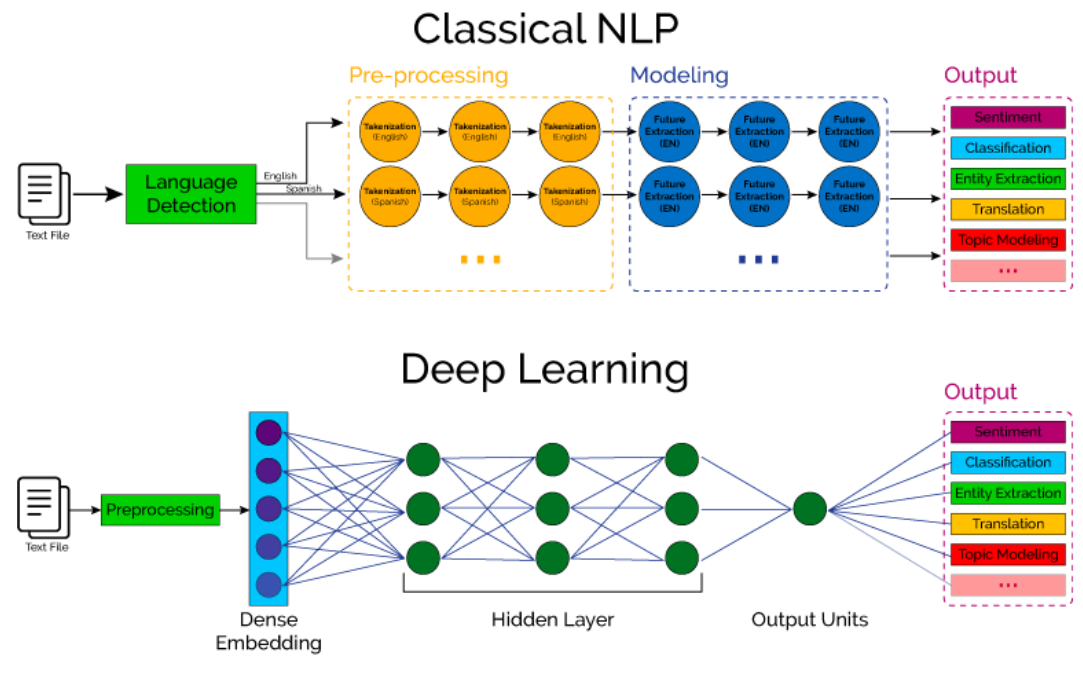 Classical NLP
Pre-processing
Modeling
Output
Text File
Language
Detection
English
Spanish
Takenization
(English)
Takenization
(English)
Takenization
(English)
Takenization
(Spanish)
Takenization
(Spanish)
Takenization
(Spanish)
...
Future
Extraction
(EN)
Future
Extraction
(EN)
Future
Extraction
(EN)
Future
Extraction
(EN)
Future
Extraction
(EN)
Future
Extraction
(EN)
...
Sentiment
Classification
Entity Extraction
Translation
Topic Modeling
...
Deep Learning
Output
Text File
Preprocessing
Dense
Embedding
Hidden Layer
Output Units
Sentiment
Classification
Entity Extraction
Translation
Topic Modeling
...